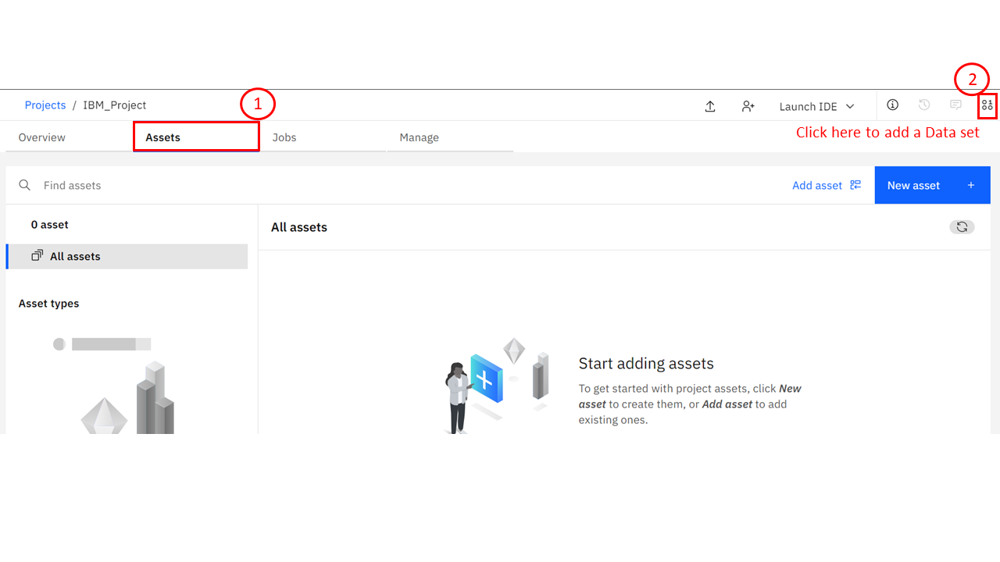 2
1
Projects / IBM_Project
Launch IDE
Click here to add a Data set
Overview Assets Jobs Manage
Find assets
Add asset
New asset +
0 asset
All assets
All assets
Asset types
Start adding assets
To get started with project assets, click New
asset to create them, or Add asset to add
existing ones.